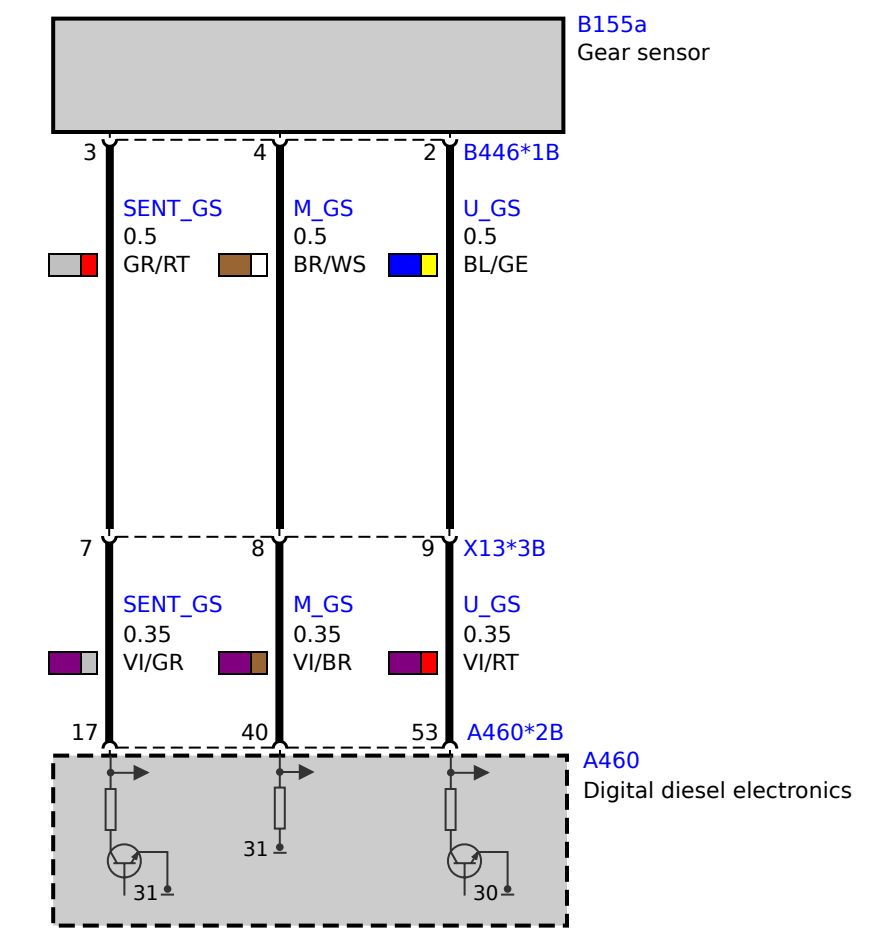 B155a
Gear sensor
3
4
2
B446*1B
SENT_GS
0.5
GR/RT
M_GS
0.5
BR/WS
U_GS
0.5
BL/GE
7
8
9
X13*3B
SENT_GS
0.35
VI/GR
M_GS
0.35
VI/BR
U_GS
0.35
VI/RT
17
40
53
A460*2B
A460
Digital diesel electronics
31
31
30